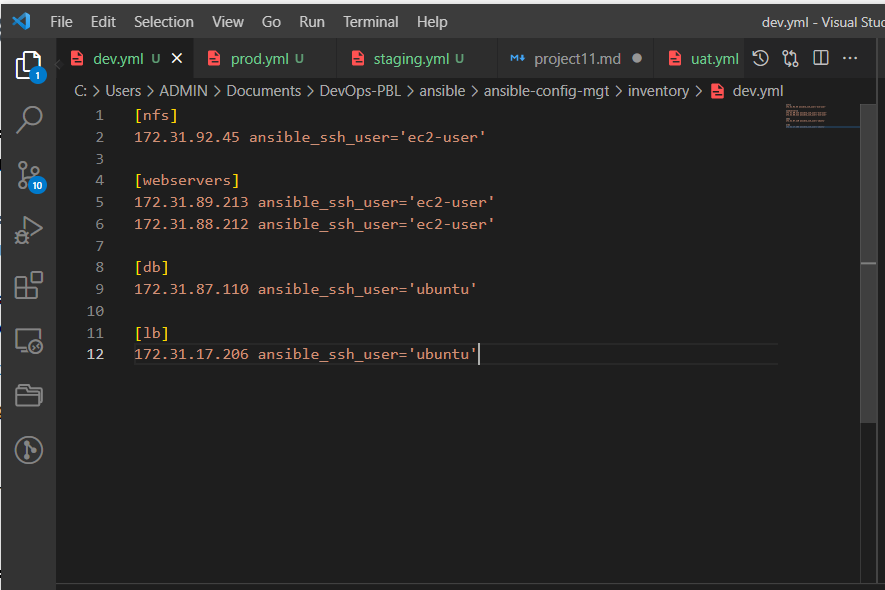 File Edit Selection View Go Run Terminal Help dev.yml - Visual Stud
dev.yml U prod.yml U staging.yml U project11.md uat.yml
C: > Users > ADMIN > Documents > DevOps-PBL > ansible > ansible-config-mgt > inventory > dev.yml
1
10
1 [nfs]
2 172.31.92.45 ansible_ssh_user='ec2-user'
3
4 [webservers]
5 172.31.89.213 ansible_ssh_user='ec2-user'
6 172.31.88.212 ansible_ssh_user='ec2-user'
7
8 [db]
9 172.31.87.110 ansible_ssh_user='ubuntu'
10
11 [lb]
12 172.31.17.206 ansible_ssh_user='ubuntu'